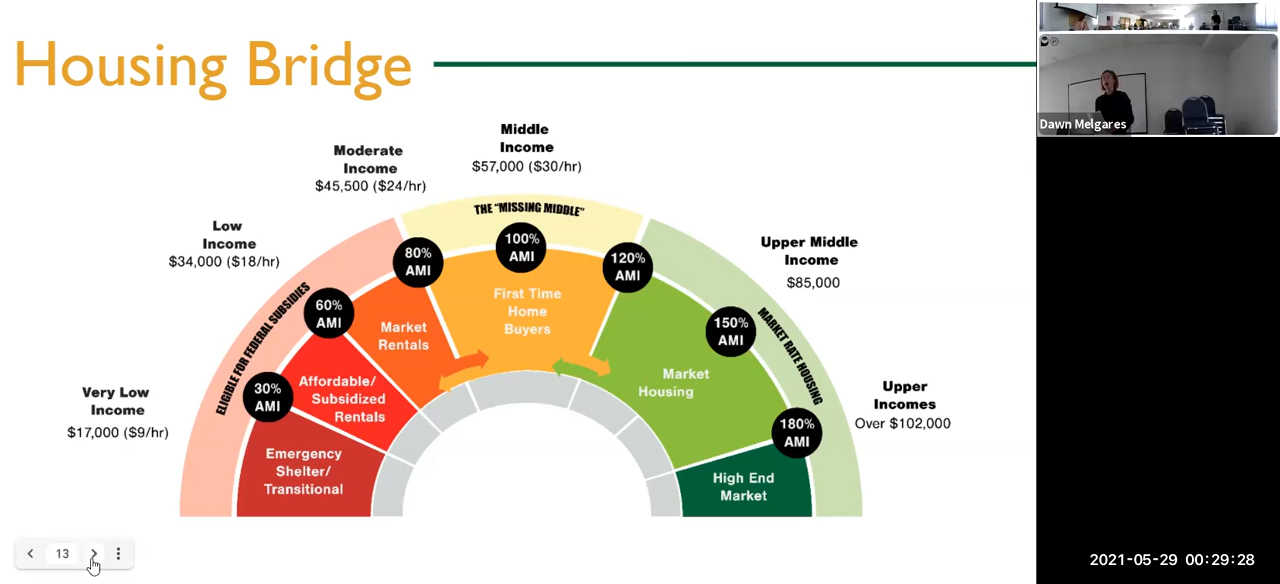 Housing Bridge
Middle
Income
$57,000 ($30/hr)
Moderate
Income
$45,500 ($24/hr)
Low
Income
$34,000 ($18/hr)
Very Low
Income
$17,000 ($9/hr)
Upper Middle
Income
$85,000
Upper
Incomes
Over $102,000
ELIGIBLE FOR FEDERAL SUBSIDIES
THE "MISSING MIDDLE"
MARKET RATE HOUSING
30%
AMI
60%
AMI
80%
AMI
100%
AMI
120%
AMI
150%
AMI
180%
AMI
Emergency
Shelter/
Transitional
Affordable/
Subsidized
Rentals
Market
Rentals
First Time
Home
Buyers
Market
Housing
High End
Market
13
Dawn Melgares
2021-05-29 00:29:28